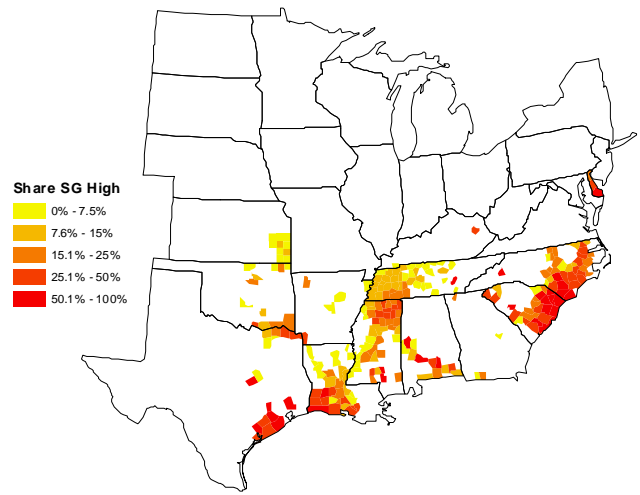 Share SG High
0% - 7.5%
7.6% - 15%
15.1% - 25%
25.1% - 50%
50.1% - 100%